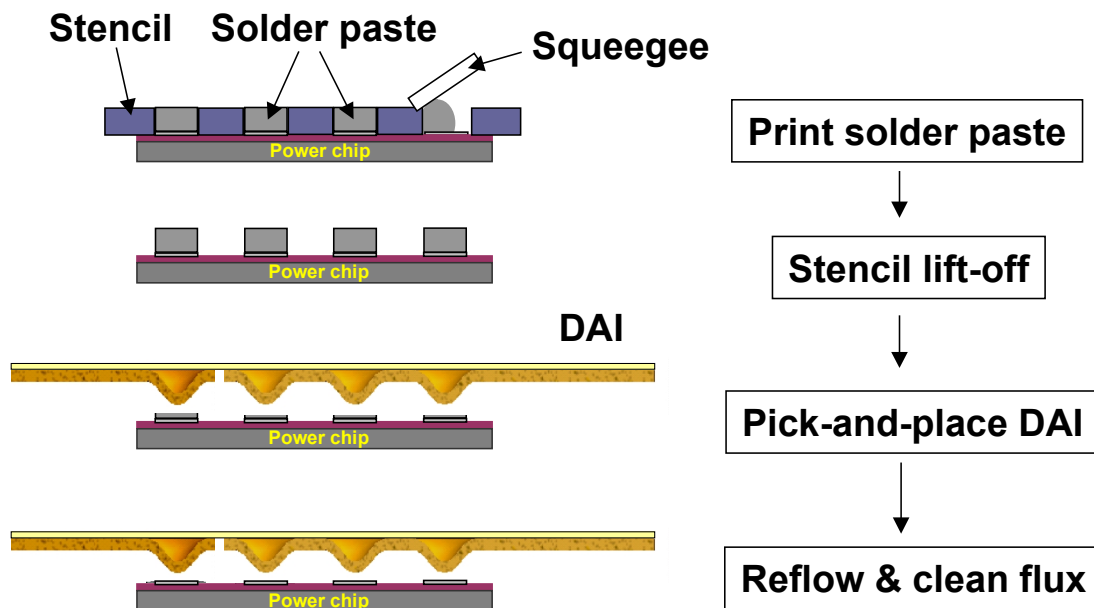 Stencil
Solder paste
Squeegee
Power chip
Print solder paste
Power chip
Stencil lift-off
DAI
Power chip
Pick-and-place DAI
Power chip
Reflow & clean flux